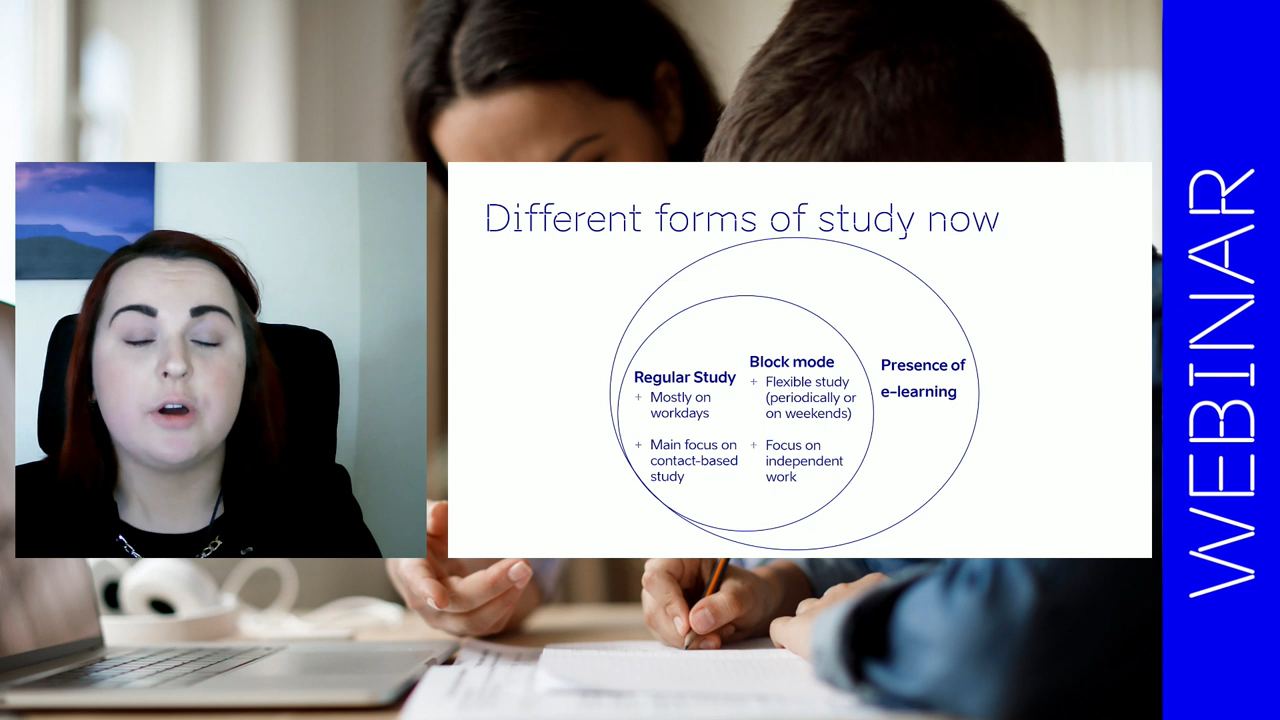 Different forms of study now
Regular Study
+ Mostly on
workdays
+ Main focus on
contact-based
study
Block mode
+ Flexible study
(periodically or
on weekends)
+ Focus on
independent
work
Presence of
e-learning
WEBINAR